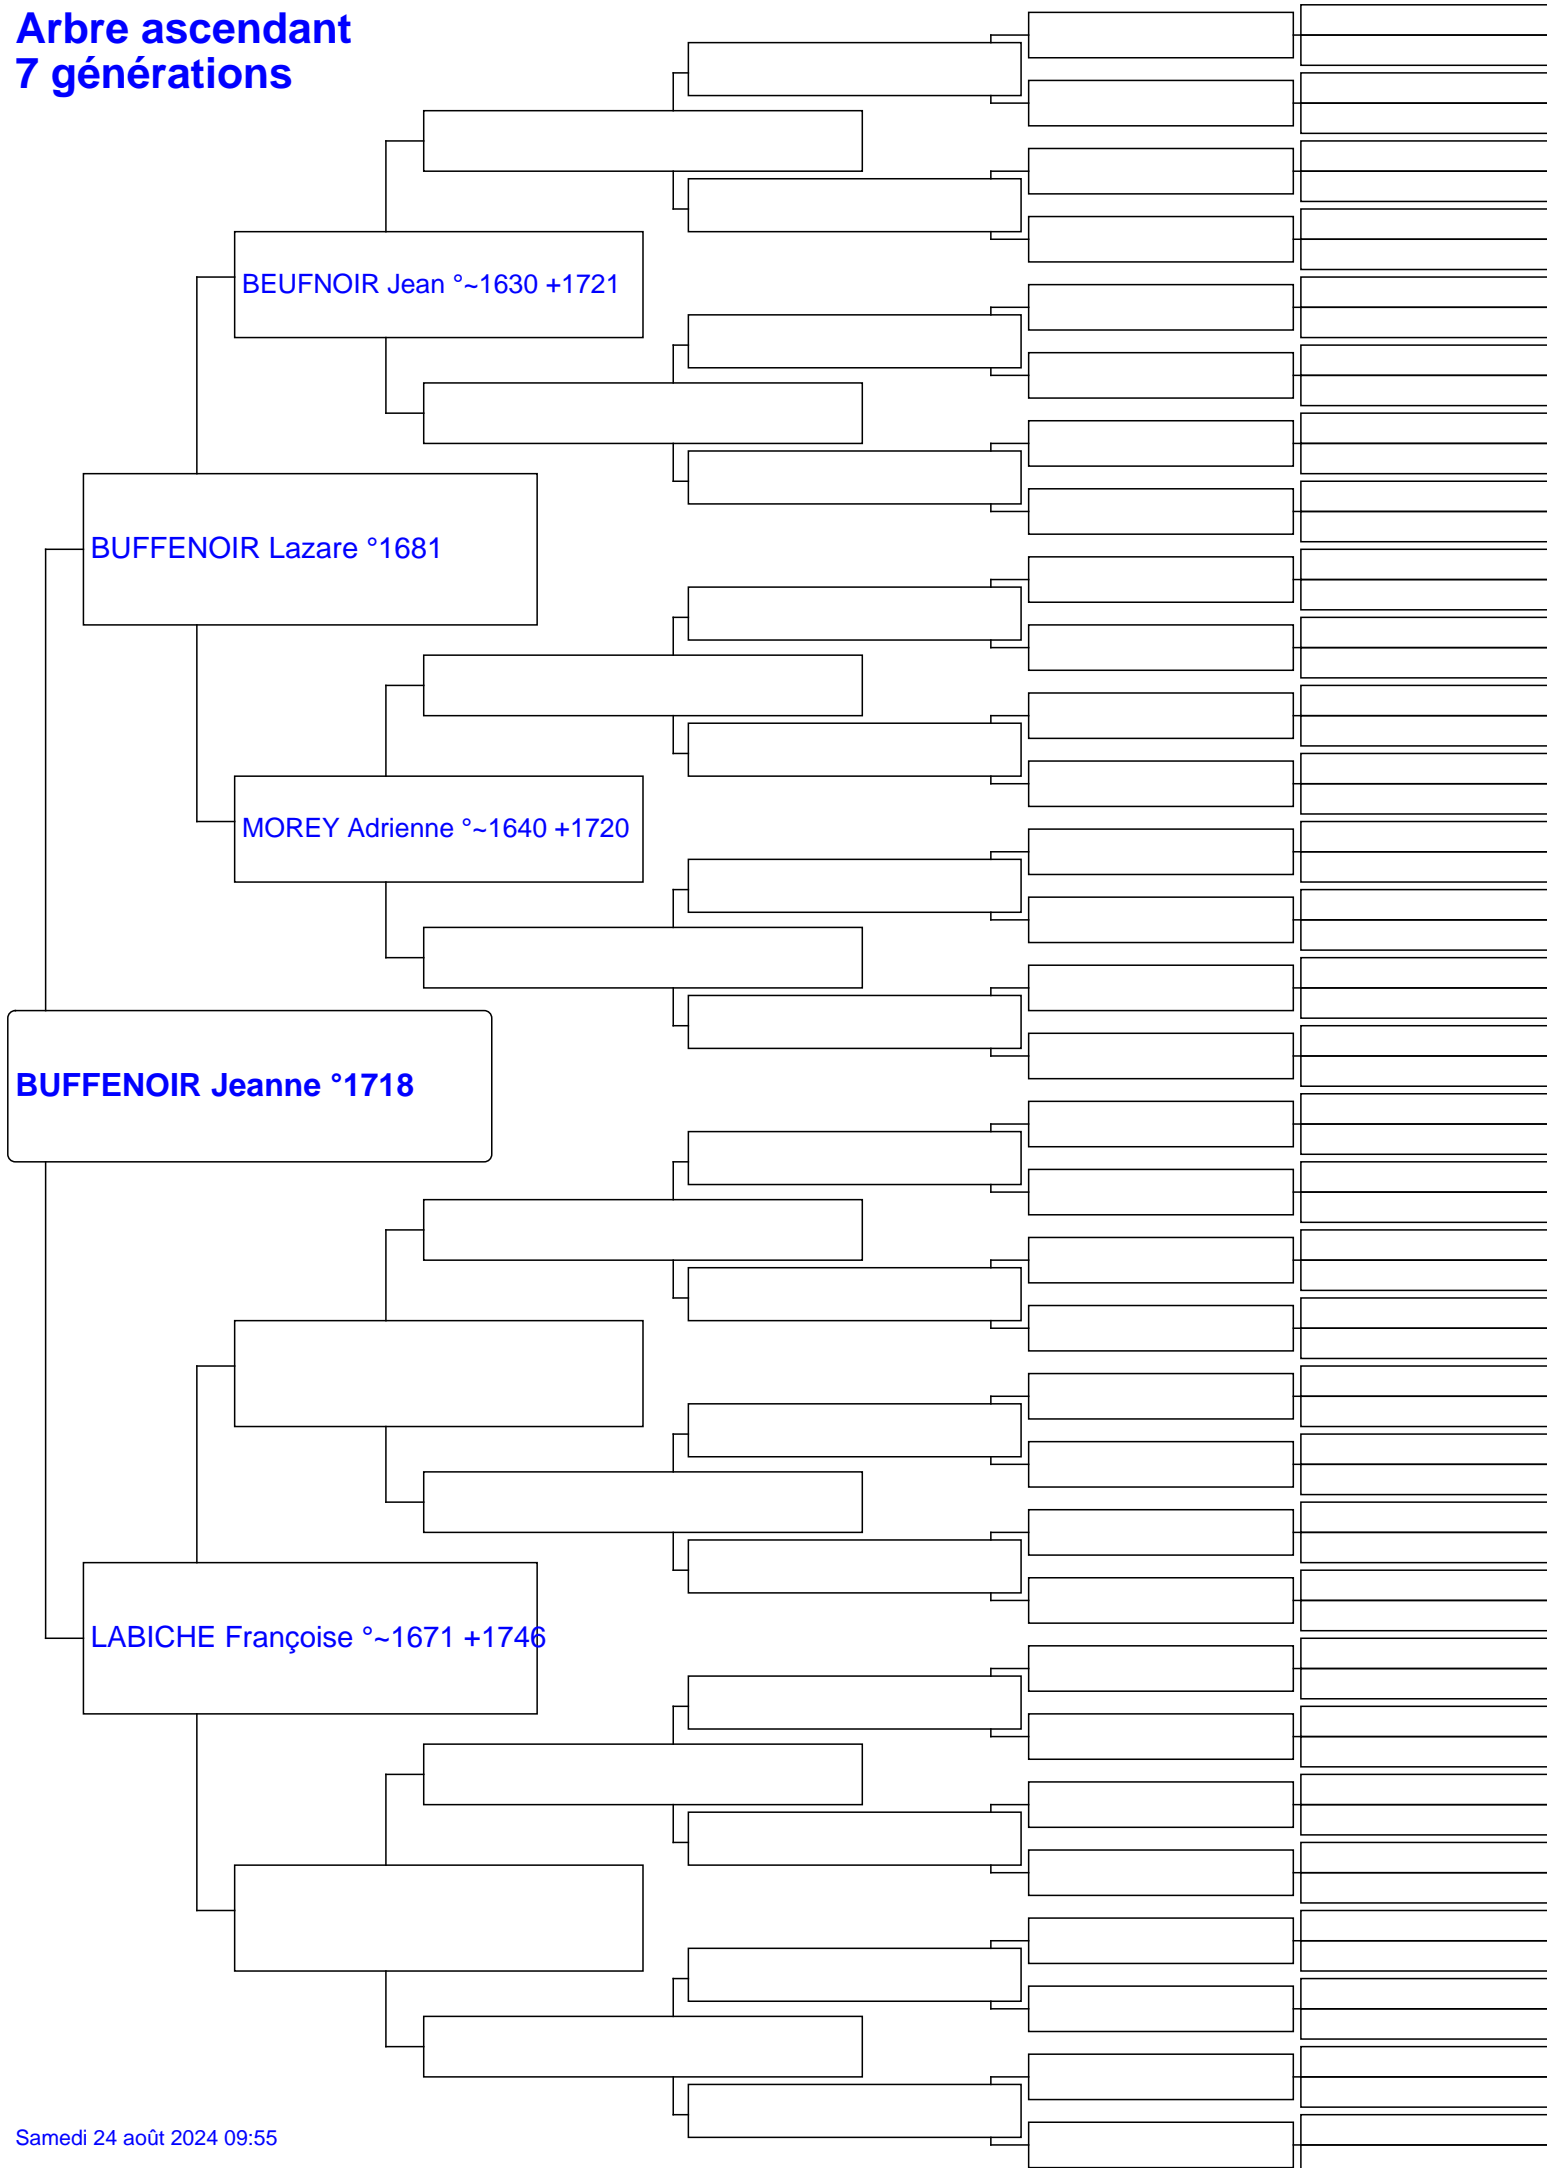 Arbre ascendant
7 générations
BEUFNOIR Jean °~1630 +1721
BUFFENOIR Lazare °1681
MOREY Adrienne °~1640 +1720
BUFFENOIR Jeanne °1718
LABICHE Françoise °~1671 +1746
Samedi 24 août 2024 09:55